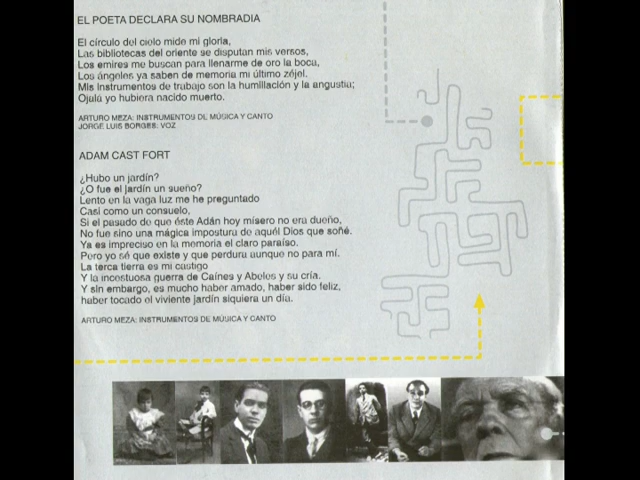 EL POETA DECLARA SU NOMBRADIA
El círculo del cielo mide mi gloria,
Las bibliotecas del oriente se disputan mis versos,
Los emires me buscan para llenarme de oro la boca,
Los ángeles ya saben de memoria mi último zéjel.
Mis instrumentos de trabajo son la humillación y la angustia;
Ojalá yo hubiera nacido muerto.
ARTURO MEZA: INSTRUMENTOS DE MÚSICA Y CANTO
JORGE LUIS BORGES: VOZ
ADAM CAST FORT
¿Hubo un jardín?
¿O fue el jardín un sueño?
Lento en la vaga luz me he preguntado
Casi como un consuelo,
Si el pasado de que éste Adán hoy mísero no era dueño,
No fue sino una mágica impostura de aquél Dios que soñé.
Ya es impreciso en la memoria el claro paraíso.
Pero yo sé que existe y que perdura aunque no para mí.
La terca tierra es mi castigo
Y la incestuosa guerra de Caínes y Abeles y su cría.
Y sin embargo, es mucho haber amado, haber sido feliz,
haber tocado el viviente jardín siquiera un día.
ARTURO MEZA: INSTRUMENTOS DE MÚSICA Y CANTO